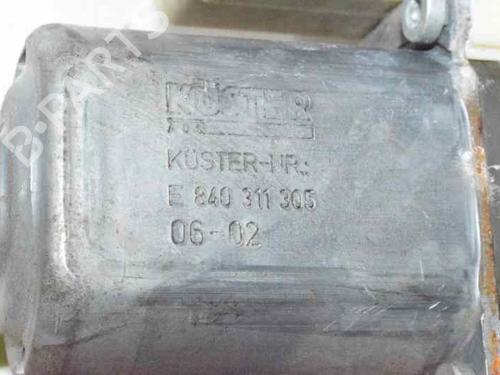 KÜSTER
KÜSTER-NR.:
E 840 311 305
06-02
B-PARTS